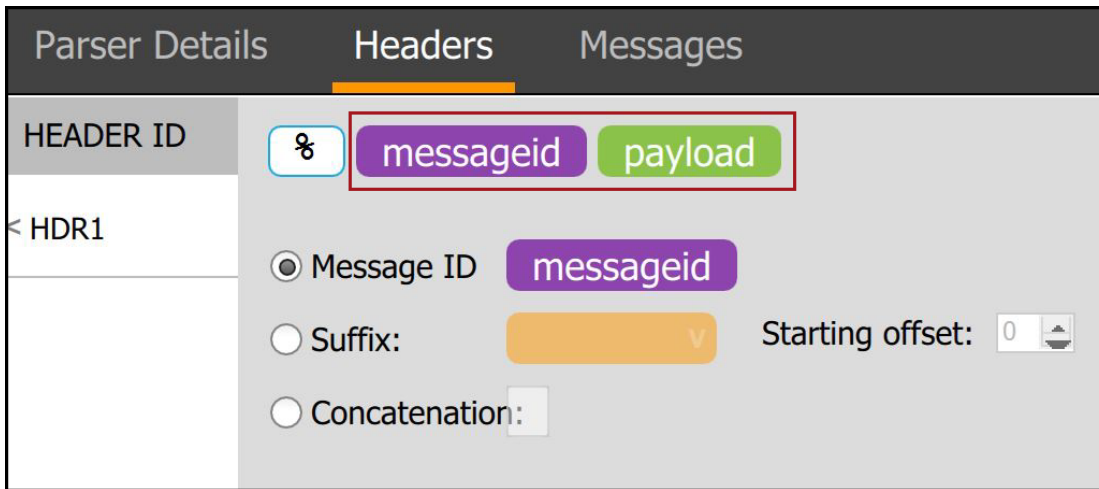 Parser Details Headers Messages
HEADER ID
% messageid payload
< HDR1
Message ID messageid
Suffix: v Starting offset: 0
Concatenation: